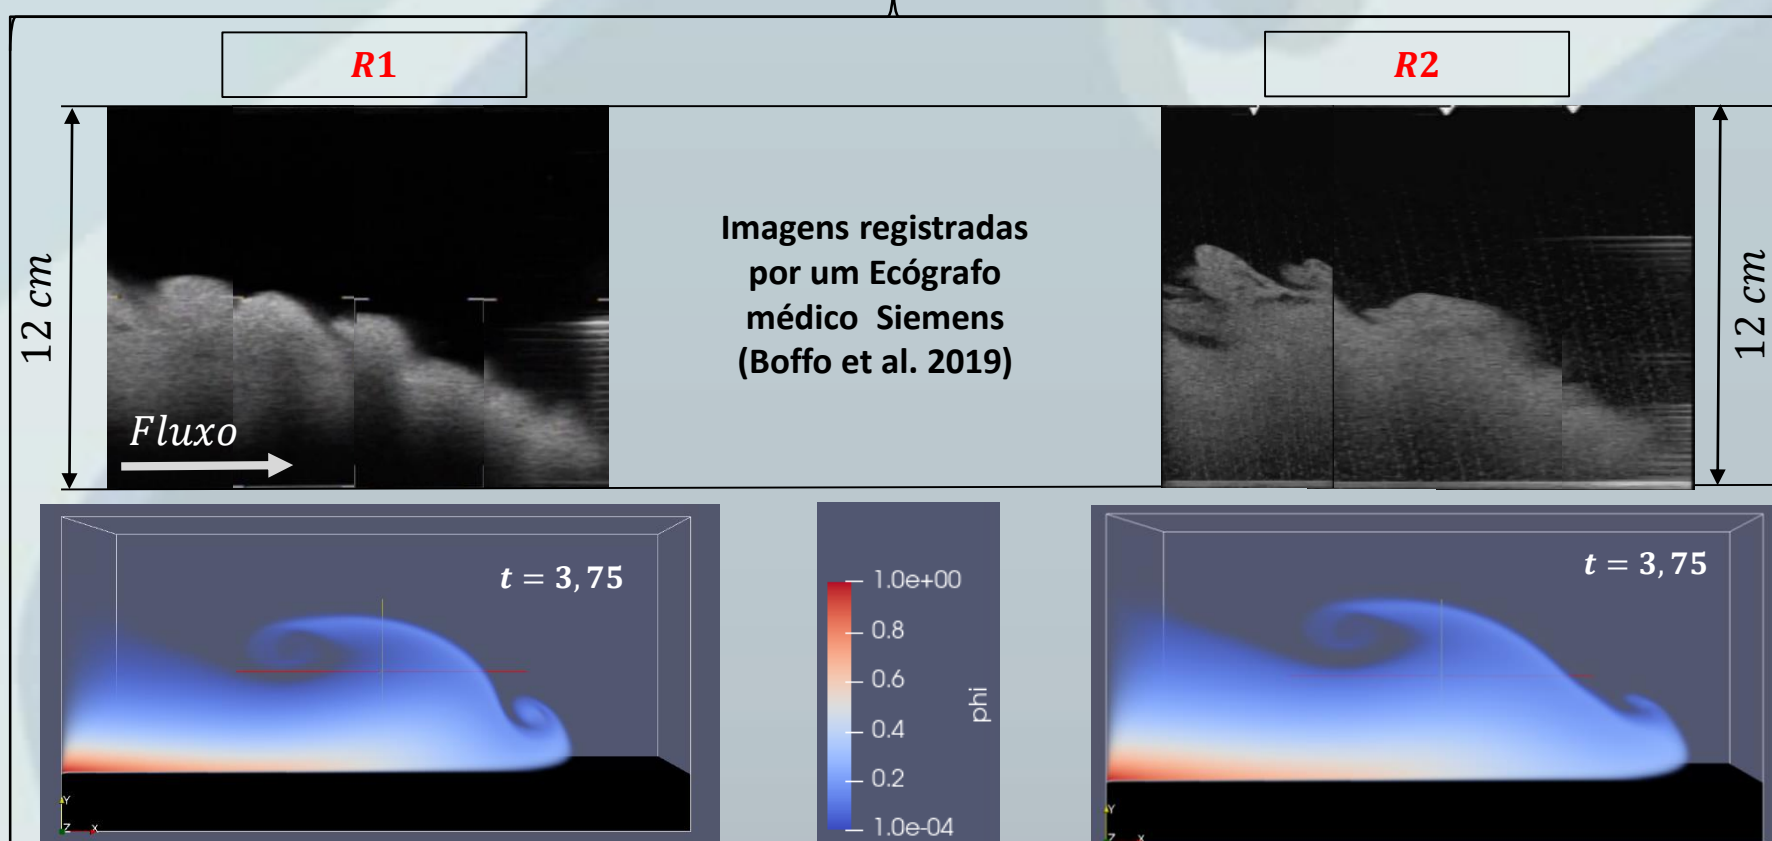 R1
R2
12 cm
Fluxo
Imagens registradas
por um Ecógrafo
médico Siemens
(Boffo et al. 2019)
12 cm
t = 3,75
1.0e+00
0.8
0.6
0.4
0.2
1.0e-04
phi
t = 3,75
Y
Z X
Y
Z X